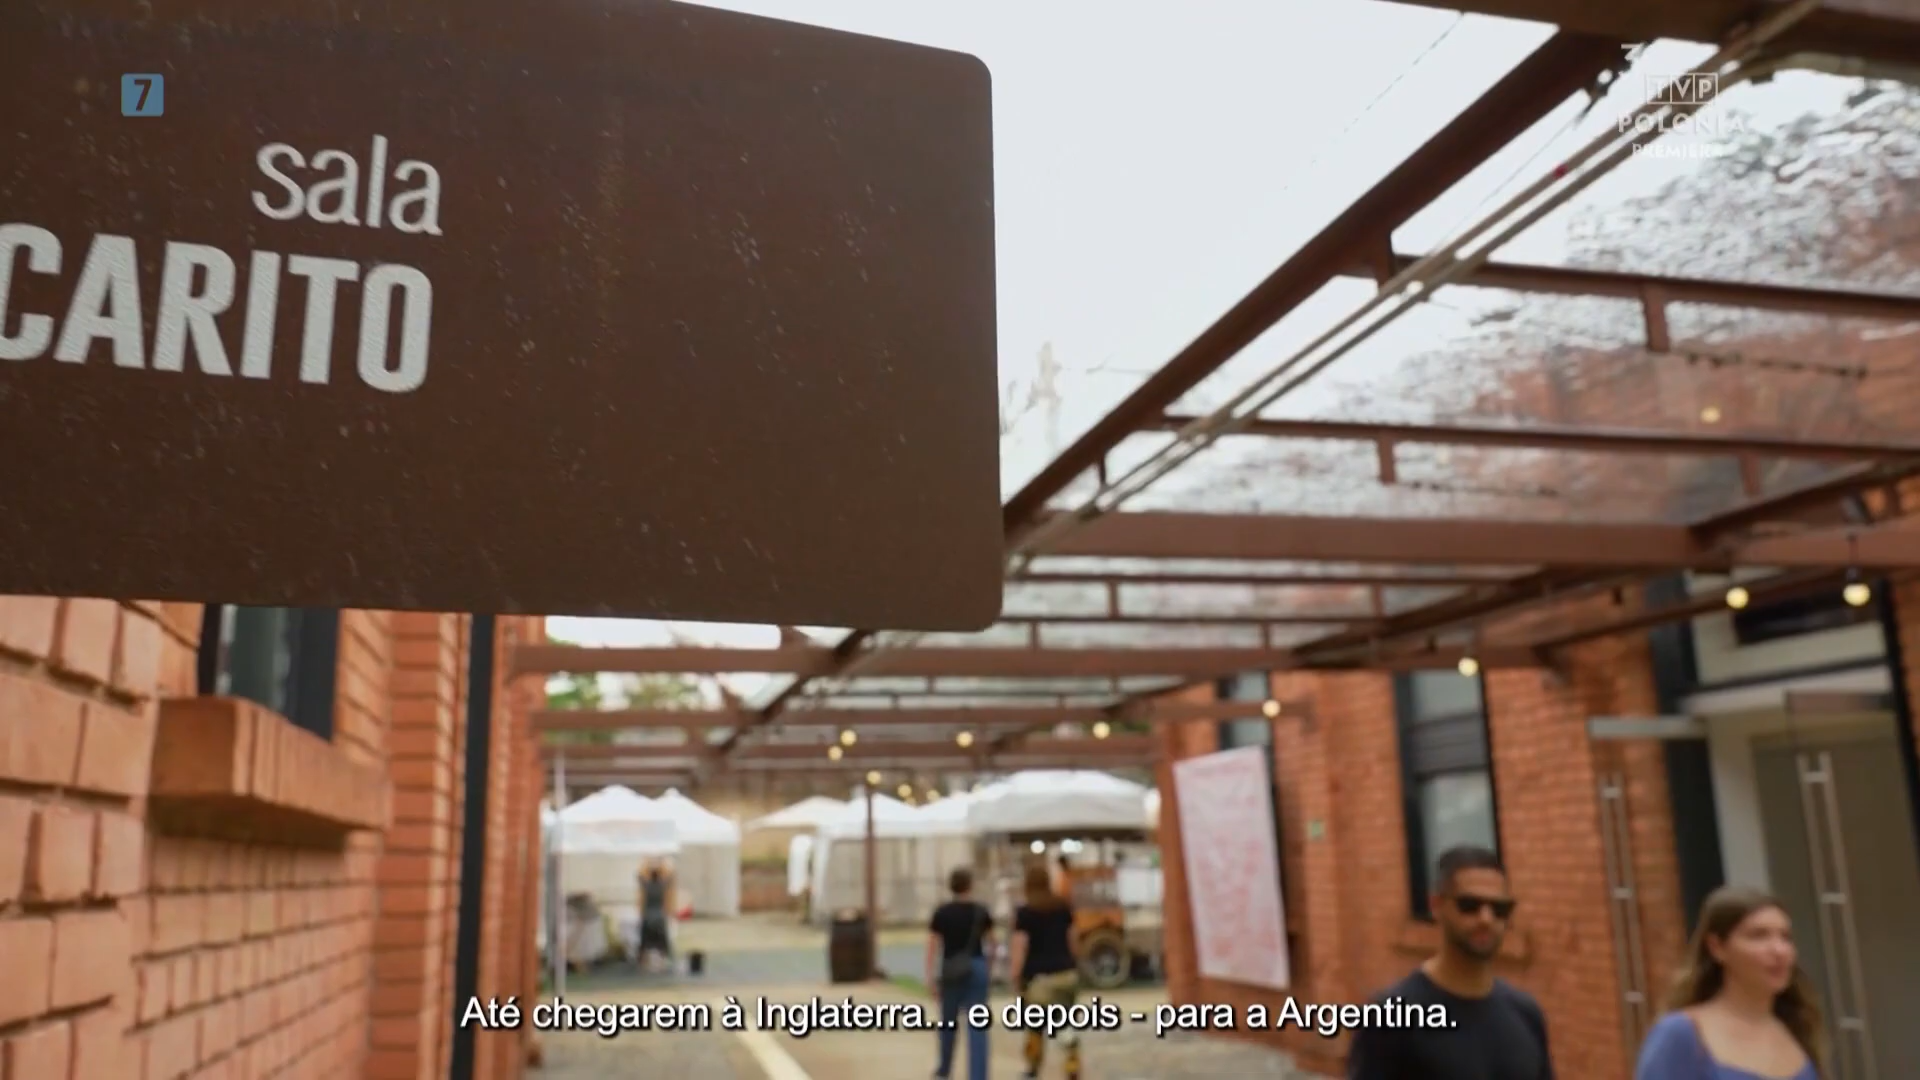 7
TVP
POLONIA
PREMIERA
sala
CARITO
Até chegarem à Inglaterra... e depois - para a Argentina.